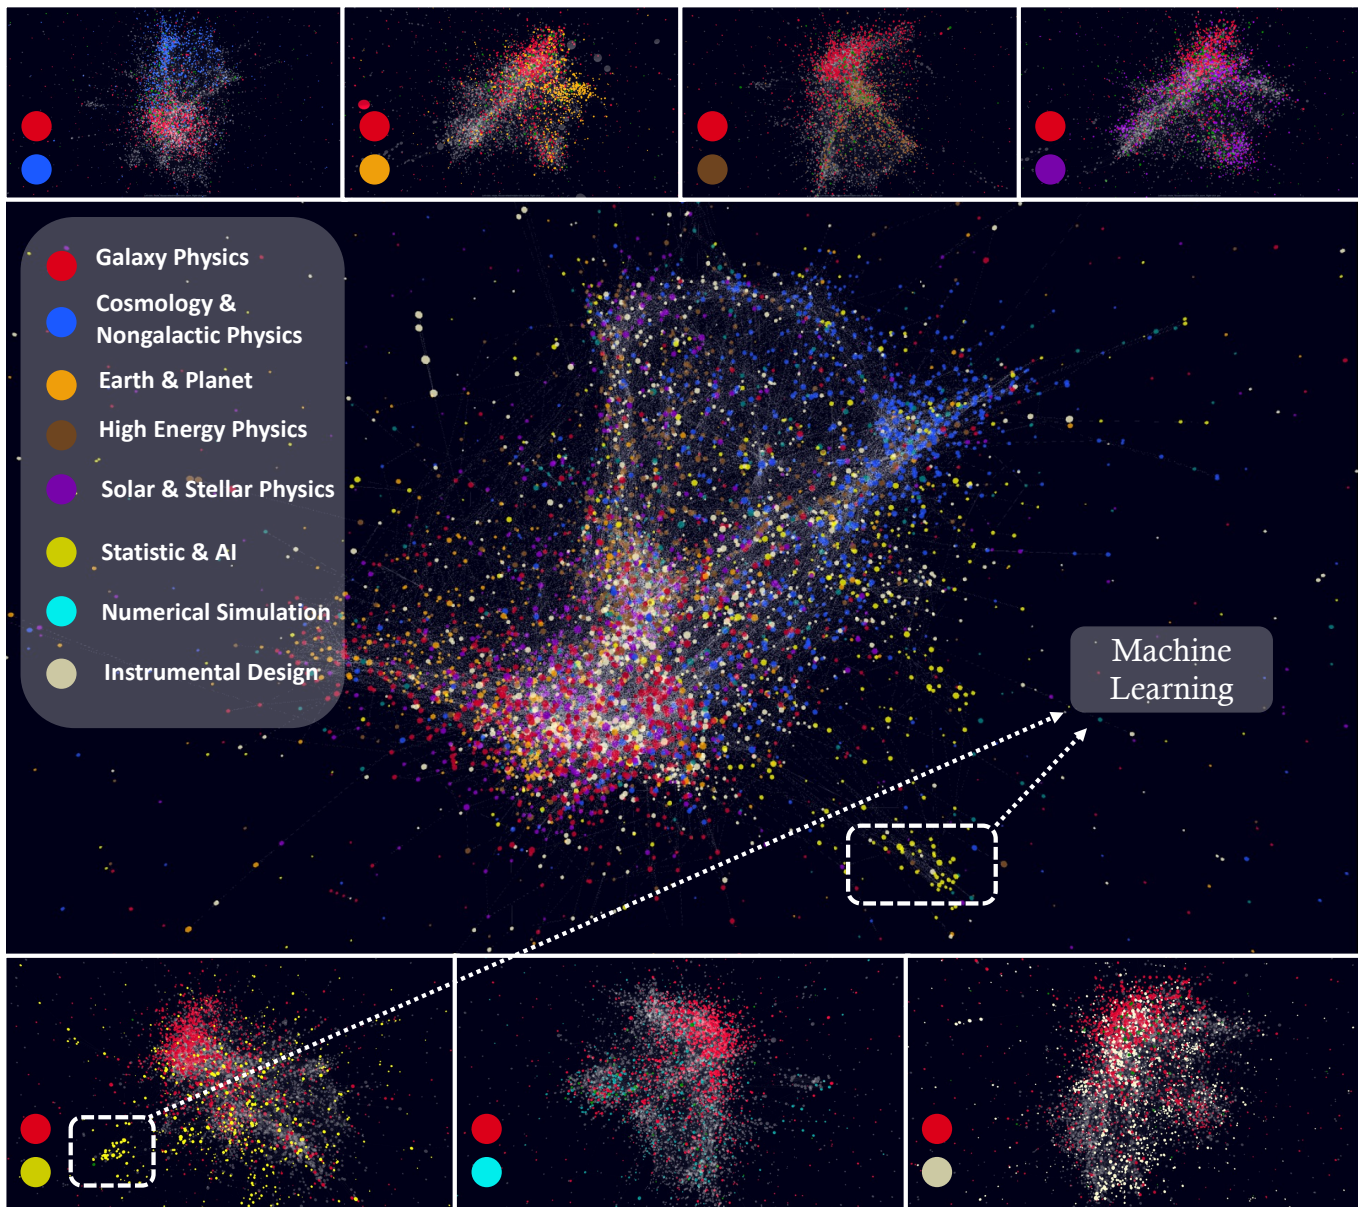 Galaxy Physics
Cosmology &
Nongalactic Physics
Earth & Planet
High Energy Physics
Solar & Stellar Physics
Statistic & AI
Numerical Simulation
Instrumental Design
Machine
Learning